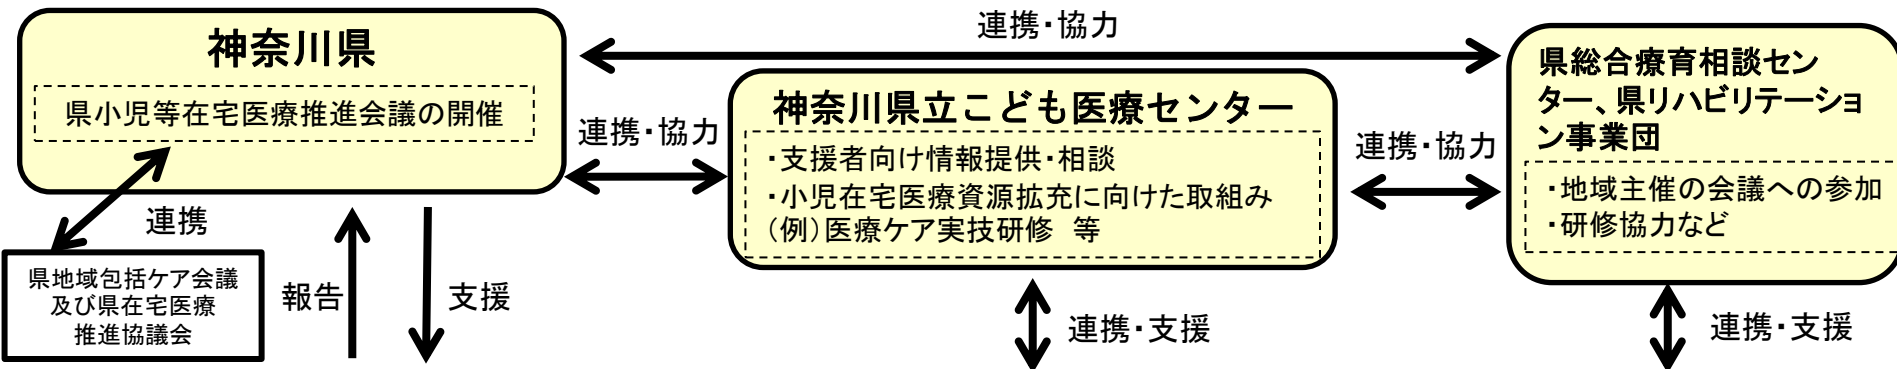 神奈川県
県小児等在宅医療推進会議の開催
連携・協力
連携・協力
神奈川県立こども医療センター
・支援者向け情報提供・相談
・小児在宅医療資源拡充に向けた取組み
(例)医療ケア実技研修 等
連携・協力
県総合療育相談セン
ター、県リハビリテーショ
ン事業団
・地域主催の会議への参加
・研修協力など
連携
県地域包括ケア会議
及び県在宅医療
推進協議会
報告
支援
連携・支援
連携・支援